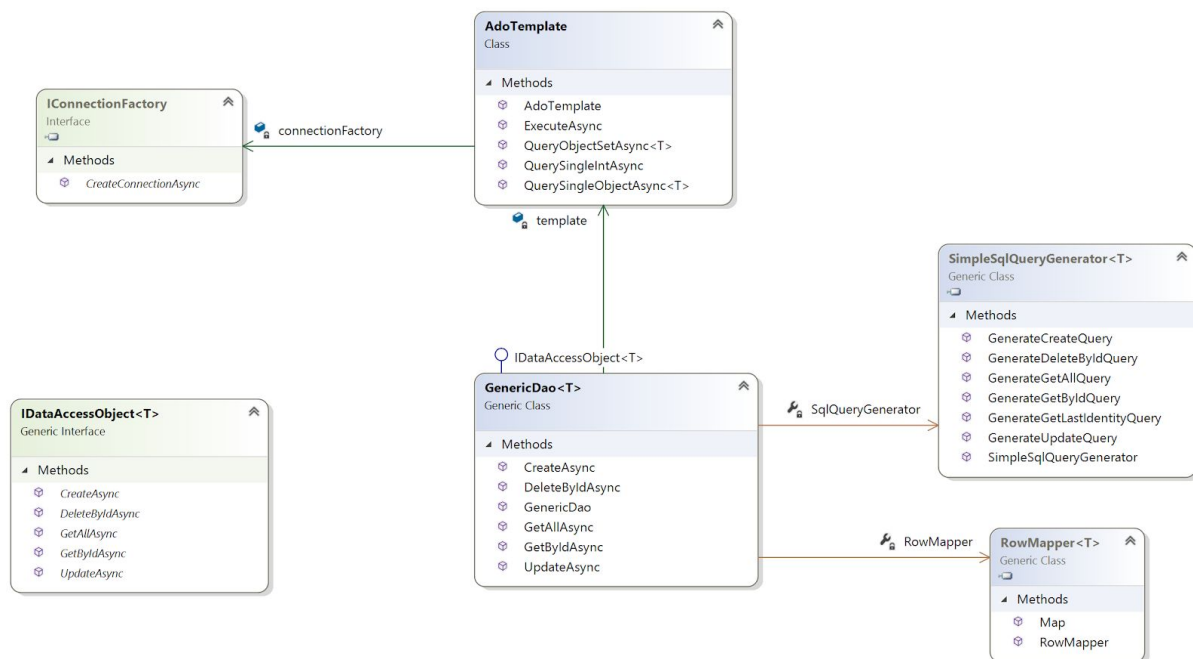 AdoTemplate
Class
Methods
AdoTemplate
ExecuteAsync
QueryObjectSetAsync<T>
QuerySingleIntAsync
QuerySingleObjectAsync<T>
IConnectionFactory
Interface
Methods
CreateConnectionAsync
connectionFactory
template
SimpleSqlQueryGenerator<T>
Generic Class
Methods
GenerateCreateQuery
GenerateDeleteByIdQuery
GenerateGetAllQuery
GenerateGetByIdQuery
GenerateGetLastIdentityQuery
GenerateUpdateQuery
SimpleSqlQueryGenerator
IDataAccessObject<T>
GenericDao<T>
Generic Class
Methods
CreateAsync
DeleteByIdAsync
GenericDao
GetAllAsync
GetByIdAsync
UpdateAsync
SqlQueryGenerator
IDataAccessObject<T>
Generic Interface
Methods
CreateAsync
DeleteByIdAsync
GetAllAsync
GetByIdAsync
UpdateAsync
RowMapper
RowMapper<T>
Generic Class
Methods
Map
RowMapper